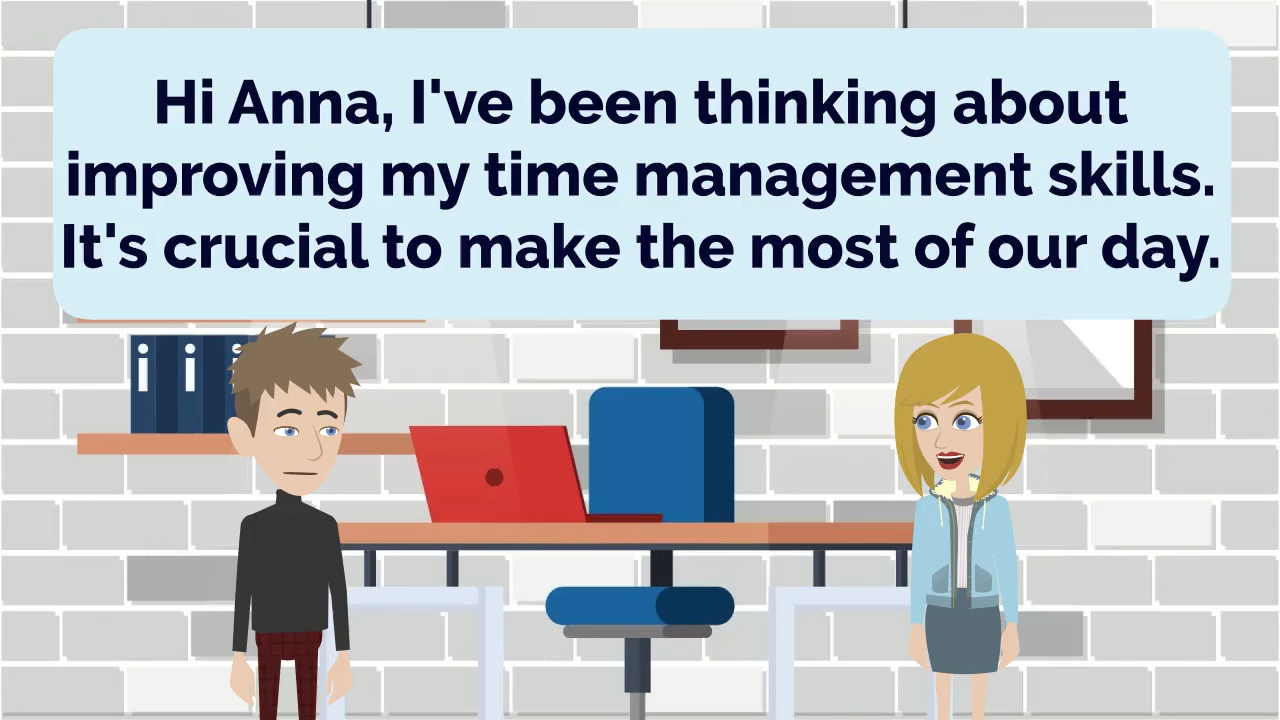 Hi Anna, I've been thinking about
improving my time management skills.
It's crucial to make the most of our day.